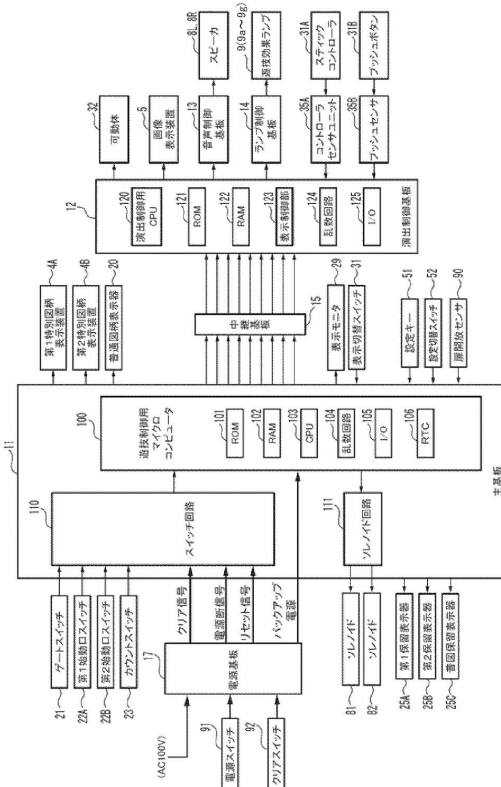 11
主基板
21
ゲートスイッチ
22A
第1始動口スイッチ
22B
第2始動口スイッチ
23
カウントスイッチ
110
スイッチ回路
(AC100V)
17
電源基板
91
電源スイッチ
92
クリアスイッチ
クリア信号
電源断信号
リセット信号
バックアップ
電源
100
遊技制御用
マイクロ
コンピュータ
101
ROM
102
RAM
103
CPU
104
乱数回路
105
I/O
106
RTC
111
ソレノイド回路
81
ソレノイド
82
ソレノイド
25A
第1保留表示器
25B
第2保留表示器
25C
普図保留表示器
4A
第1特別図柄
表示装置
4B
第2特別図柄
表示装置
20
普通図柄表示器
15
中継
基板
29
表示モニタ
31
表示切替スイッチ
51
設定キー
52
設定切替スイッチ
90
扉開放センサ
12
演出制御基板
120
演出制御用
CPU
121
ROM
122
RAM
123
表示制御部
124
乱数回路
125
I/O
32
可動体
5
画像
表示装置
13
音声制御
基板
8L, 8R
スピーカ
14
ランプ制御
基板
9(9a〜9g)
遊技効果ランプ
35A
コントローラ
センサユニット
31A
スティック
コントローラ
35B
プッシュセンサ
31B
プッシュボタン